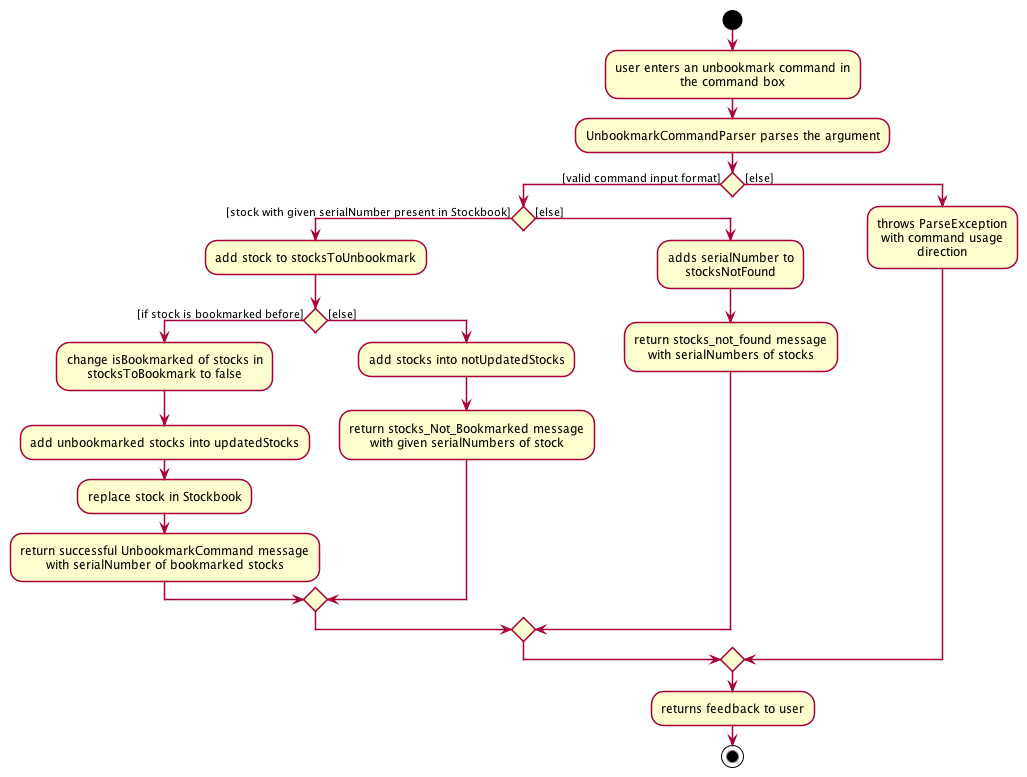 user enters an unbookmark command in
the command box
UnbookmarkCommandParser parses the argument
[valid command input format]
[else]
[stock with given serialNumber present in Stockbook]
[else]
throws ParseException
with command usage
direction
add stock to stocksToUnbookmark
adds serialNumber to
stocksNotFound
[if stock is bookmarked before]
[else]
change isBookmarked of stocks in
stocksToBookmark to false
add stocks into notUpdatedStocks
return stocks_not_found message
with serialNumbers of stocks
add unbookmarked stocks into updatedStocks
return stocks_Not_Bookmarked message
with given serialNumbers of stock
replace stock in Stockbook
return successful UnbookmarkCommand message
with serialNumber of bookmarked stocks
returns feedback to user